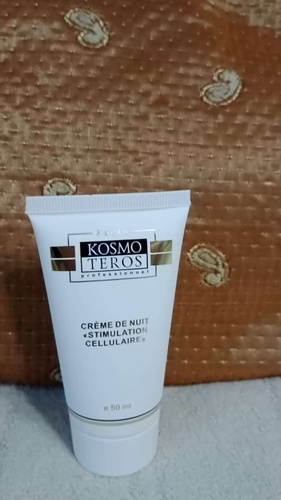 KOSMO
TEROS
professionnel
CRÈME DE NUIT
«STIMULATION
CELLULAIRE»
e 50 ml